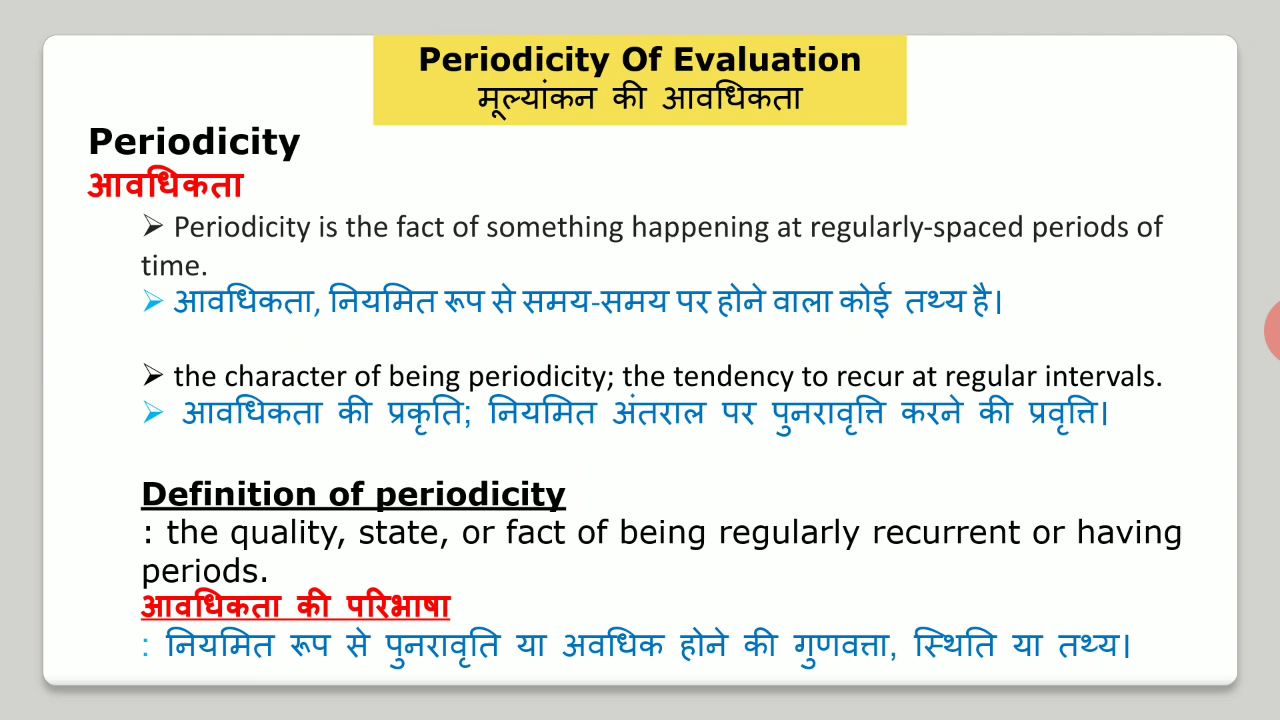 Periodicity Of Evaluation
मूल्यांकन की आवधिकता
Periodicity
आवधिकता
➢ Periodicity is the fact of something happening at regularly-spaced periods of
time.
➢ आवधिकता, नियमित रूप से समय-समय पर होने वाला कोई तथ्य है।
➢ the character of being periodicity; the tendency to recur at regular intervals.
➢ आवधिकता की प्रकृति; नियमित अंतराल पर पुनरावृत्ति करने की प्रवृत्ति।
Definition of periodicity
: the quality, state, or fact of being regularly recurrent or having
periods.
आवधिकता की परिभाषा
: नियमित रूप से पुनरावृति या अवधिक होने की गुणवत्ता, स्थिति या तथ्य।